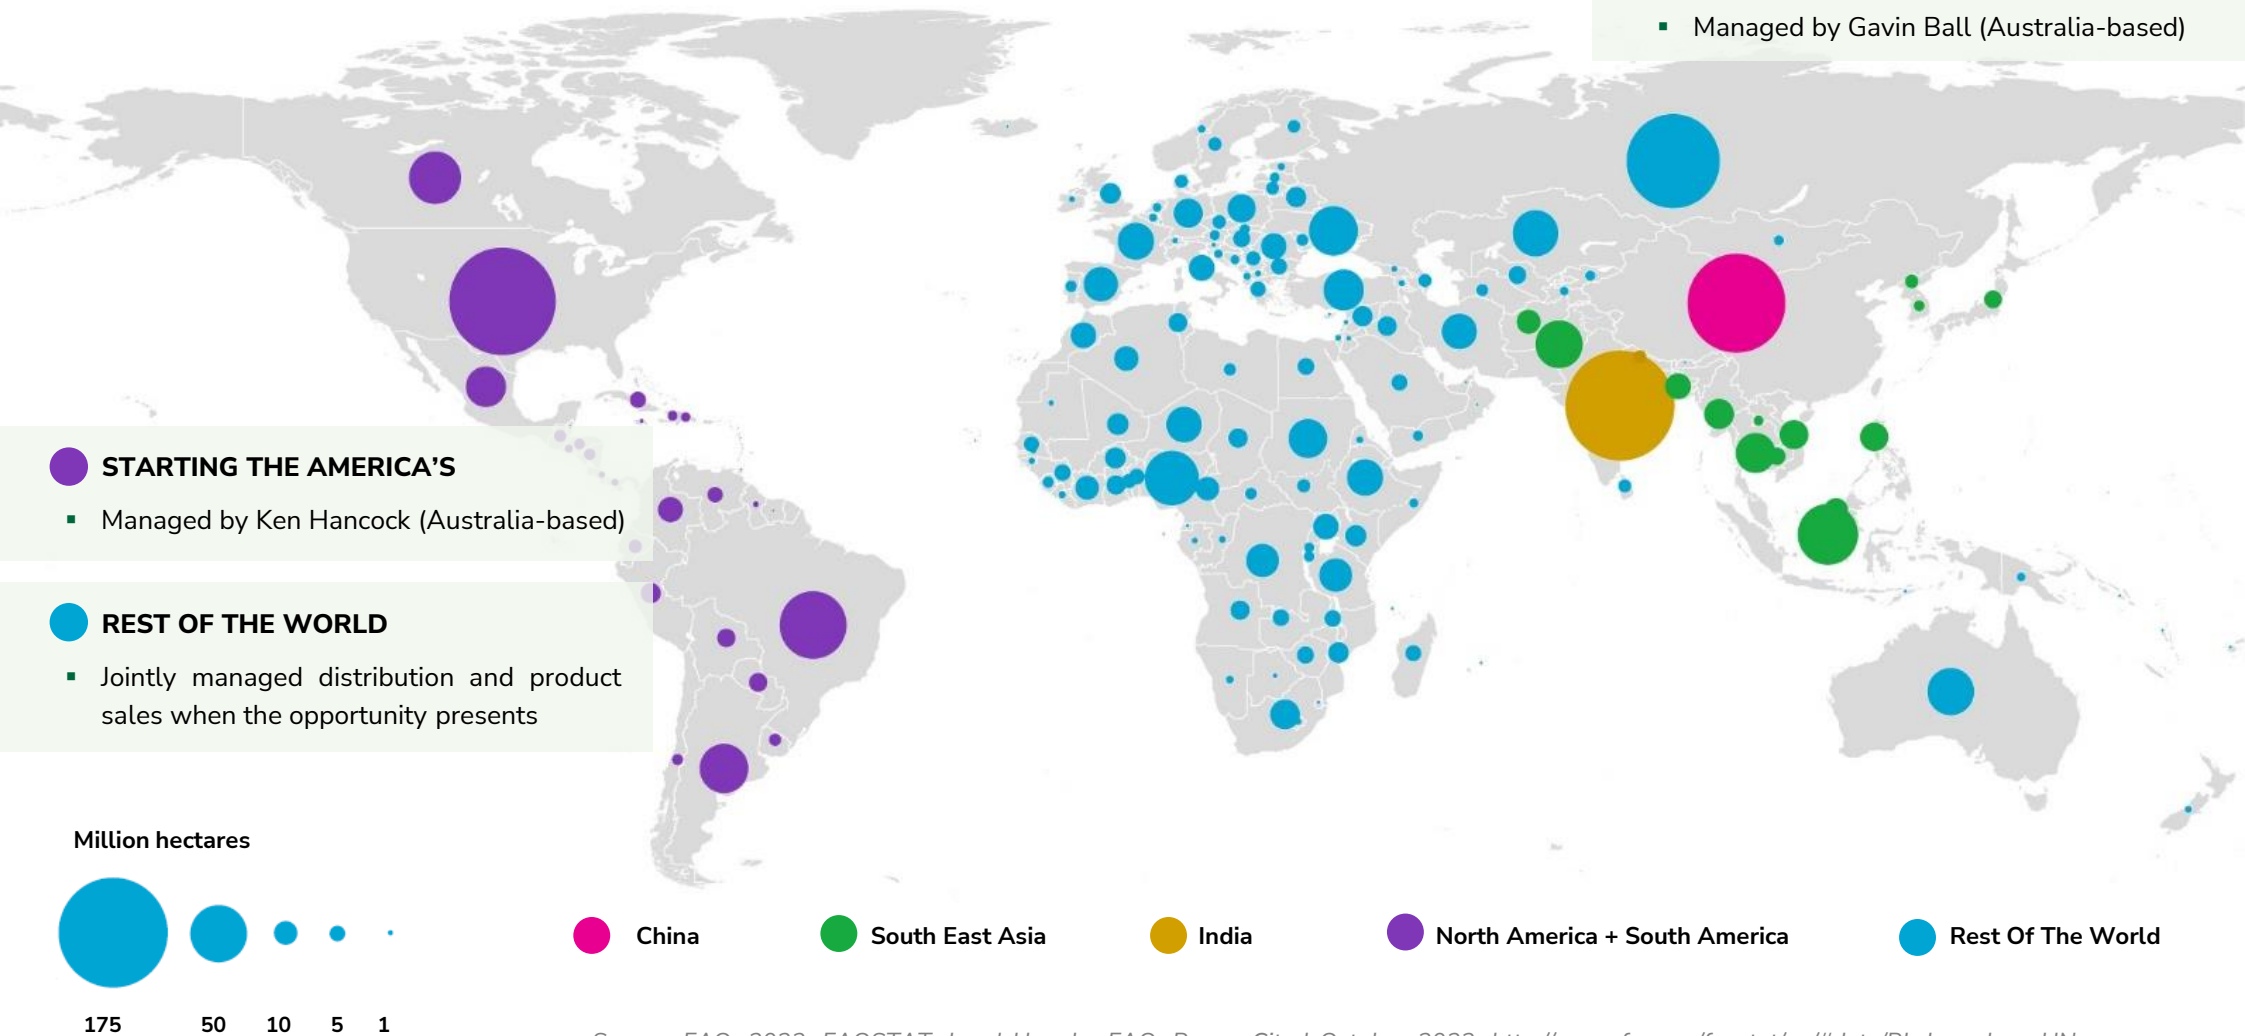 ▪ Managed by Gavin Ball (Australia-based)
STARTING THE AMERICA’S
▪ Managed by Ken Hancock (Australia-based)
REST OF THE WORLD
▪ Jointly managed distribution and product
sales when the opportunity presents
Million hectares
175 50 10 5 1
China South East Asia India North America + South America Rest Of The World